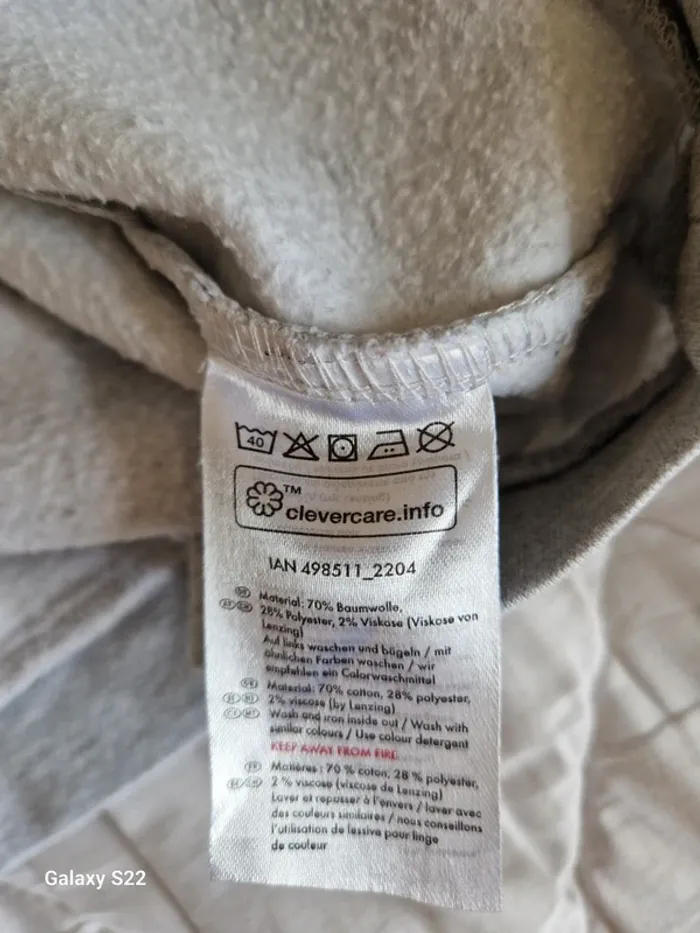 40
™
clevercare.info
IAN 498511_2204
Material: 70% Baumwolle,
28% Polyester, 2% Viskose (Viskose von
Lenzing)
Auf links waschen und bügeln / mit
ähnlichen Farben waschen / wir
empfehlen ein Colorwaschmittel
Material: 70% cotton, 28% polyester,
2% viscose (by Lenzing)
Wash and iron inside out / Wash with
similar colours / Use colour detergent
KEEP AWAY FROM FIRE
Matières : 70 % coton, 28 % polyester,
2 % viscose (viscose de Lenzing)
Laver et repasser à l'envers / laver avec
des couleurs similaires / nous conseillons
l'utilisation de lessive pour linge
de couleur
Galaxy S22